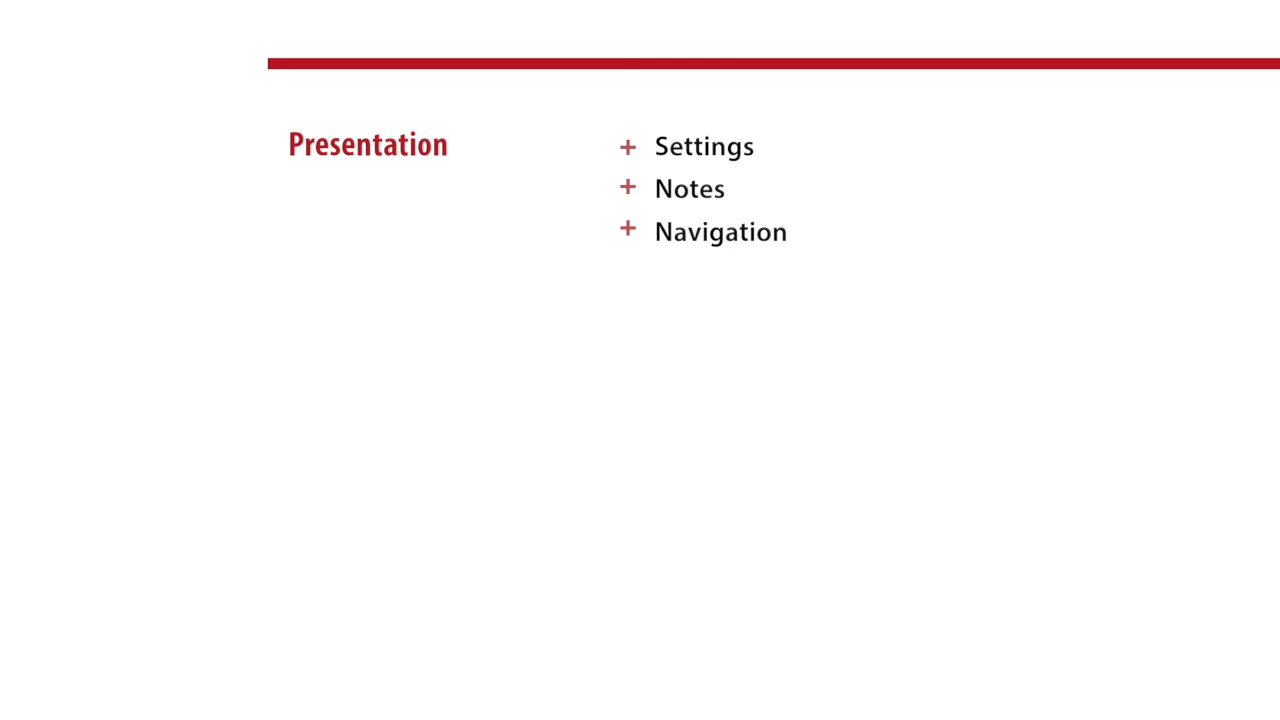 Presentation
+ Settings
+ Notes
+ Navigation